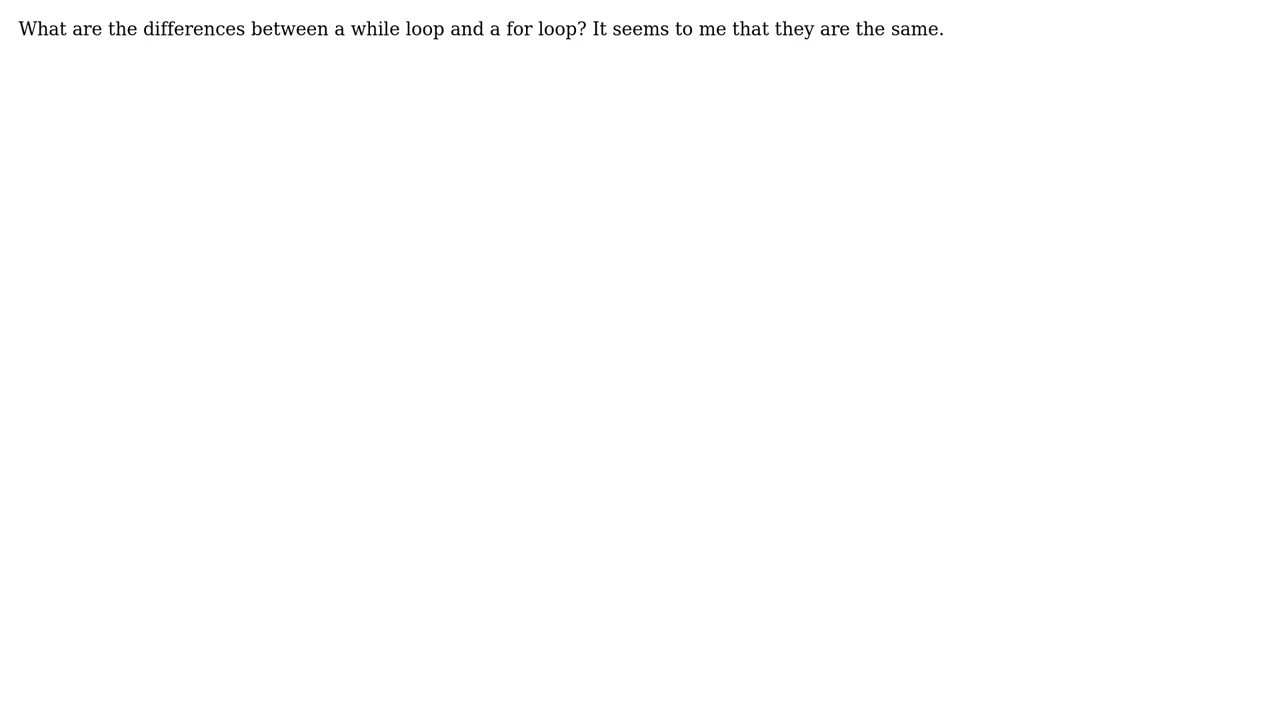 What are the differences between a while loop and a for loop? It seems to me that they are the same.